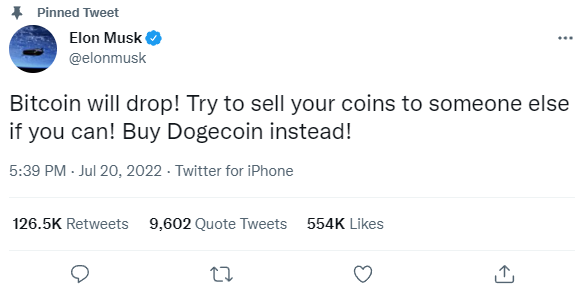 Pinned Tweet
Elon Musk
@elonmusk
Bitcoin will drop! Try to sell your coins to someone else
if you can! Buy Dogecoin instead!
5:39 PM · Jul 20, 2022 · Twitter for iPhone
126.5K Retweets 9,602 Quote Tweets 554K Likes